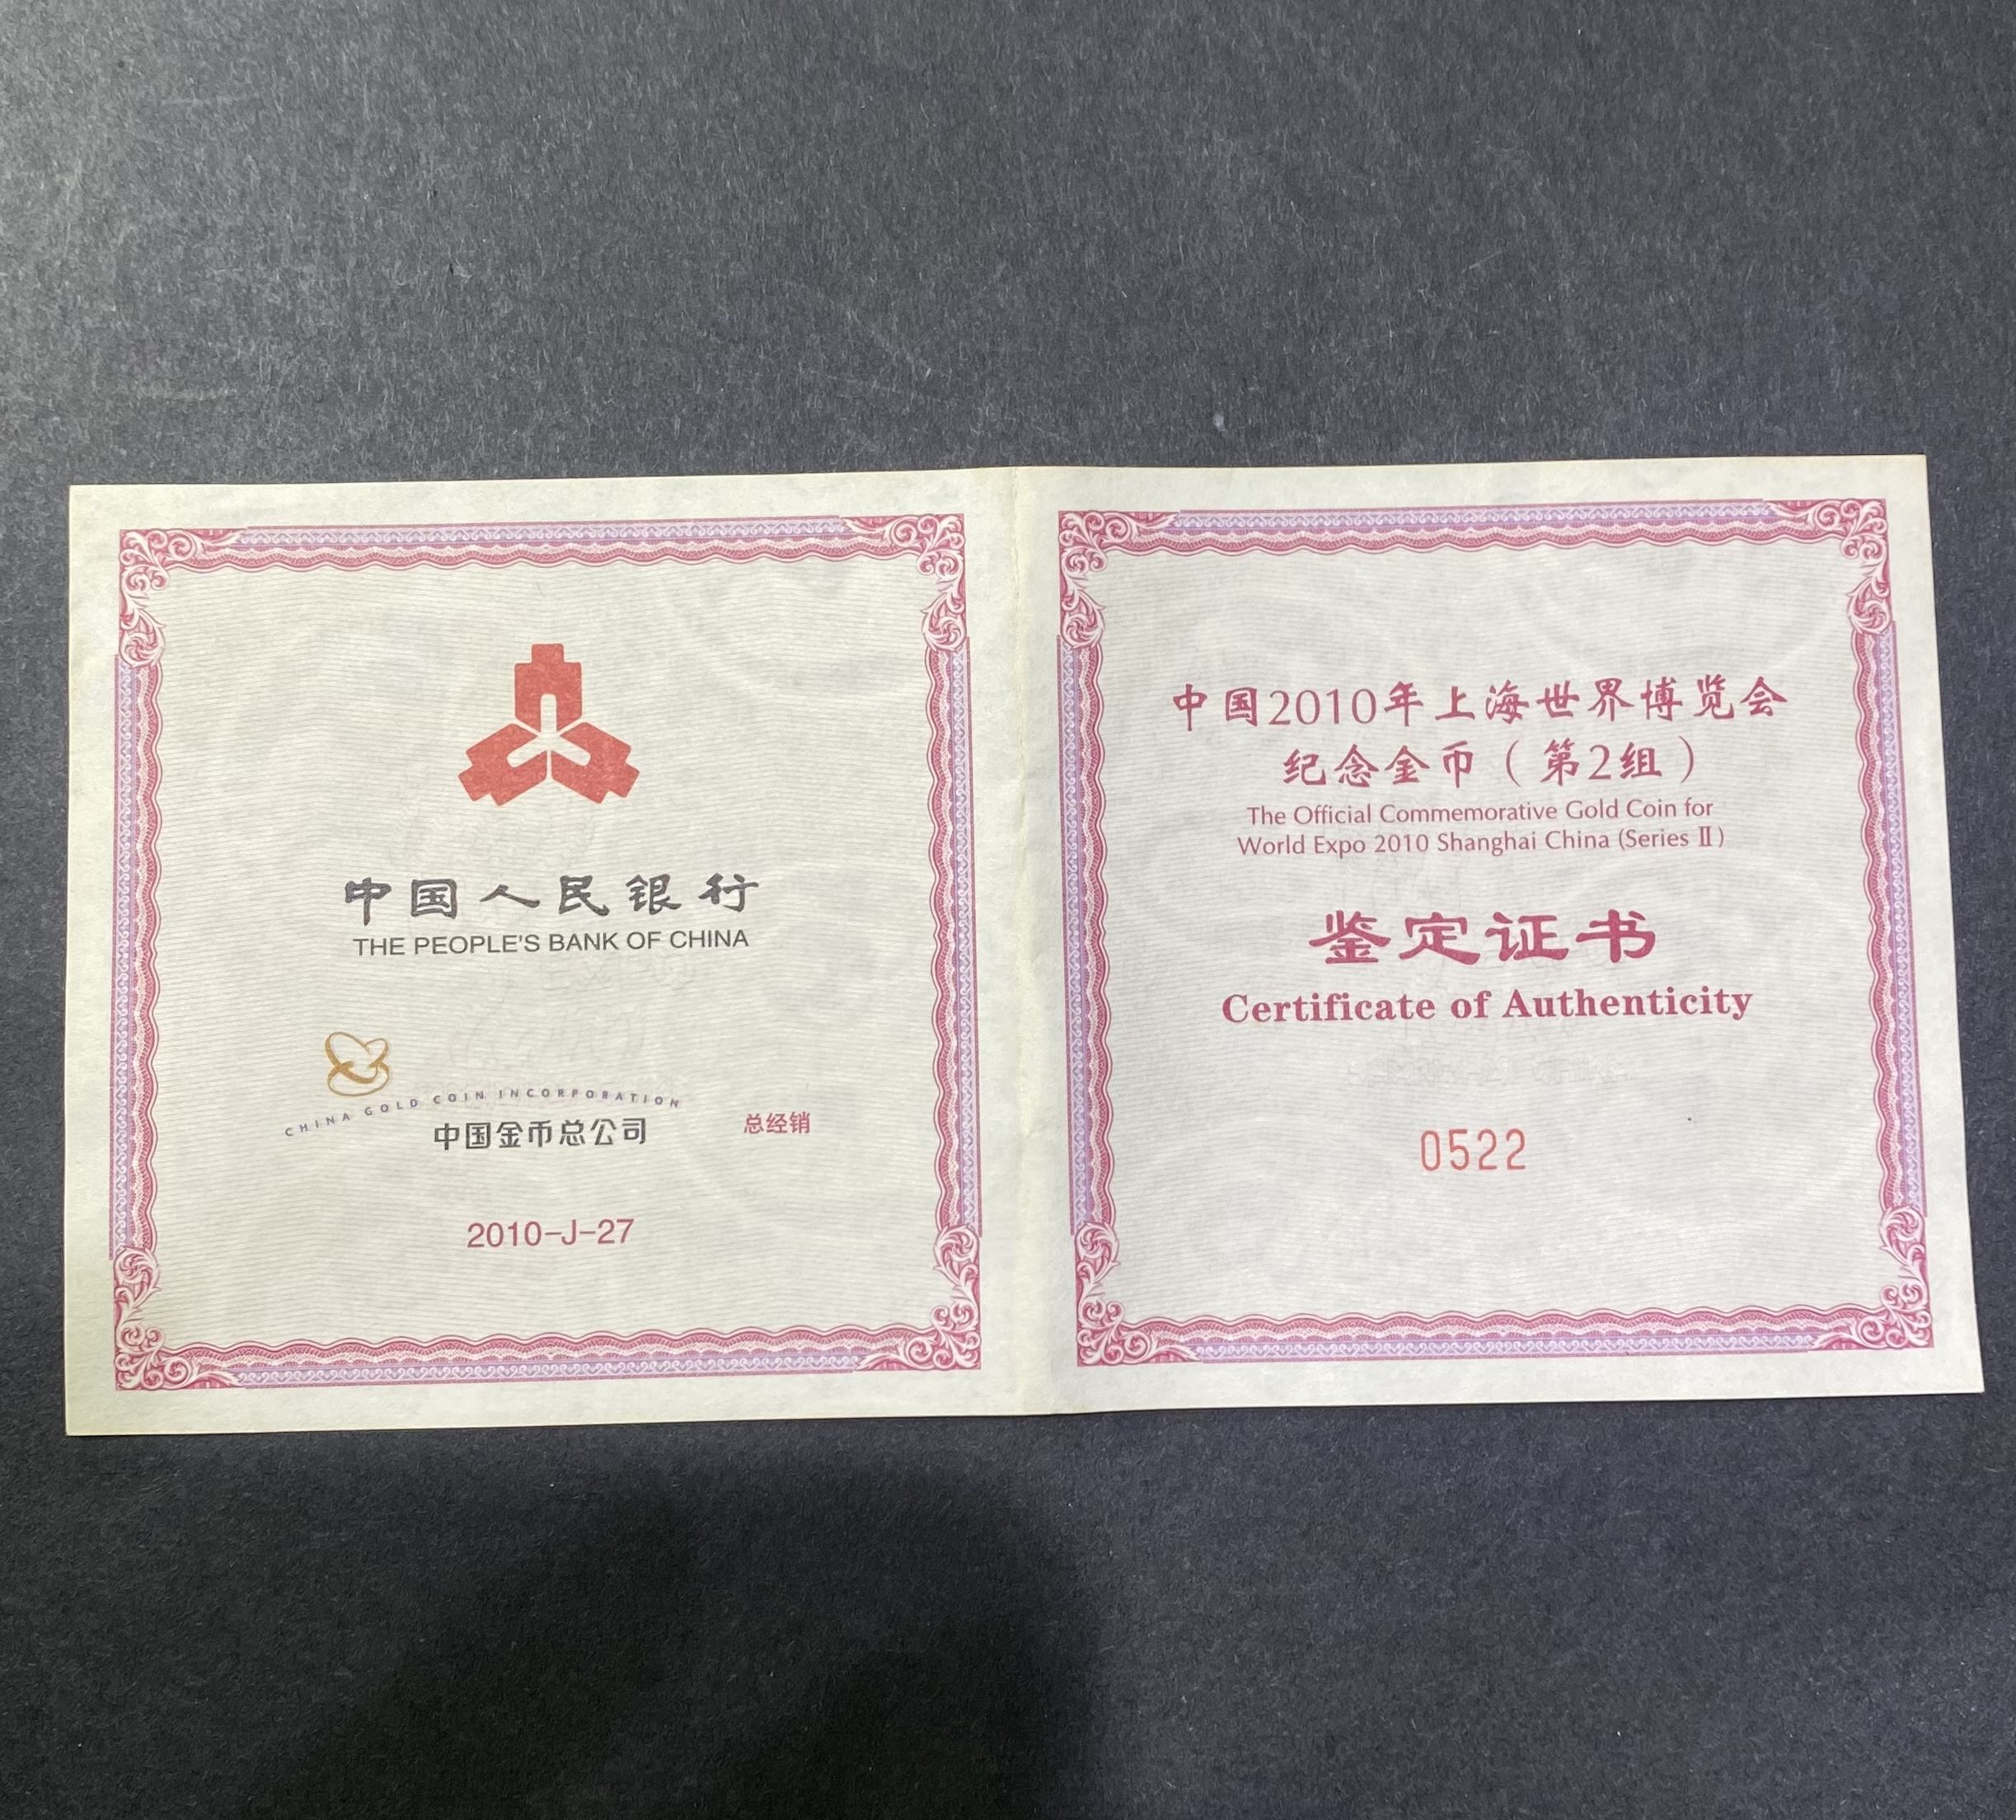 中国人民银行
THE PEOPLE'S BANK OF CHINA
CHINA GOLD COIN INCORPORATION
中国金币总公司 总经销
2010-J-27
中国2010年上海世界博览会
纪念金币（第2组）
The Official Commemorative Gold Coin for
World Expo 2010 Shanghai China (Series Ⅱ)
鉴定证书
Certificate of Authenticity
0522